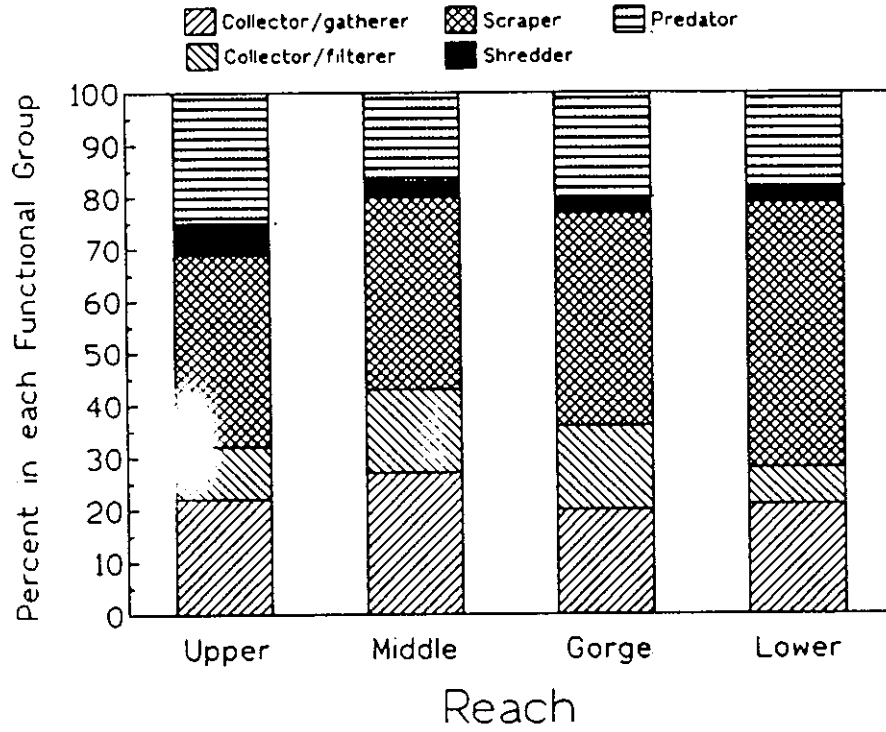 Collector/gatherer Scraper Predator
Collector/filterer Shredder
Percent in each Functional Group
100
90
80
70
60
50
40
30
20
10
0
Upper Middle Gorge Lower
Reach